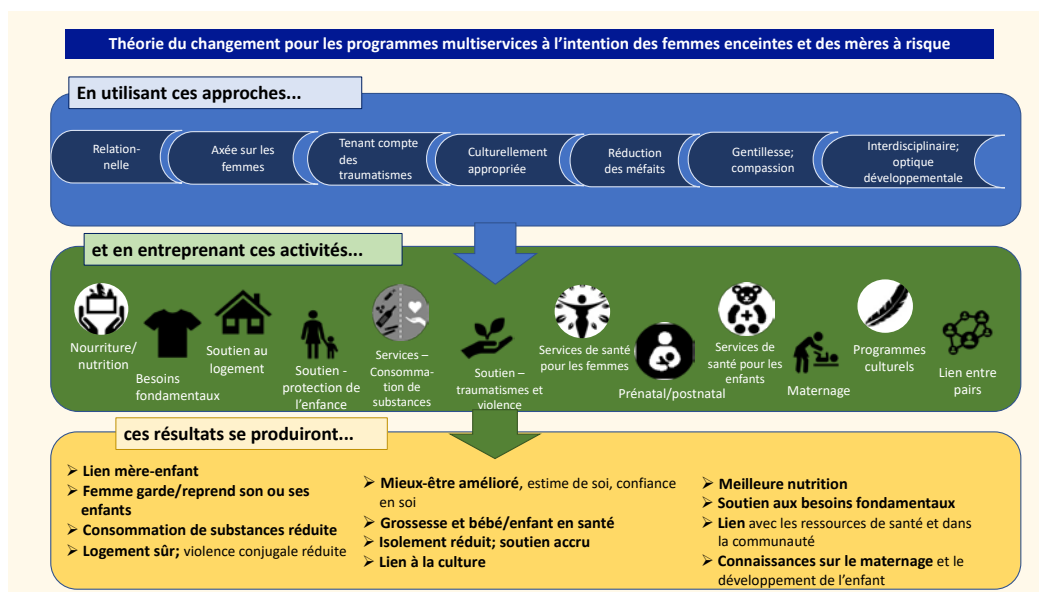 Théorie du changement pour les programmes multiservices à l'intention des femmes enceintes et des mères à risque
En utilisant ces approches...
Relation-
nelle
Axée sur les
femmes
Tenant compte
des
traumatismes
Culturellement
appropriée
Réduction
des méfaits
Gentillesse;
compassion
Interdisciplinaire;
optique
développementale
et en entreprenant ces activités...
Nourriture/
nutrition
Besoins
fondamentaux
Soutien au
logement
Soutien -
protection de
l'enfance
Services –
Consomma-
tion de
substances
Soutien –
traumatismes et
violence
Services de santé
pour les femmes
Prénatal/postnatal
Services de
santé pour les
enfants
Maternage
Programmes
culturels
Lien entre
pairs
ces résultats se produiront...
➢ Lien mère-enfant
➢ Femme garde/reprend son ou ses
enfants
➢ Consommation de substances réduite
➢ Logement sûr; violence conjugale réduite
➢ Mieux-être amélioré, estime de soi, confiance
en soi
➢ Grossesse et bébé/enfant en santé
➢ Isolement réduit; soutien accru
➢ Lien à la culture
➢ Meilleure nutrition
➢ Soutien aux besoins fondamentaux
➢ Lien avec les ressources de santé et dans
la communauté
➢ Connaissances sur le maternage et le
développement de l'enfant